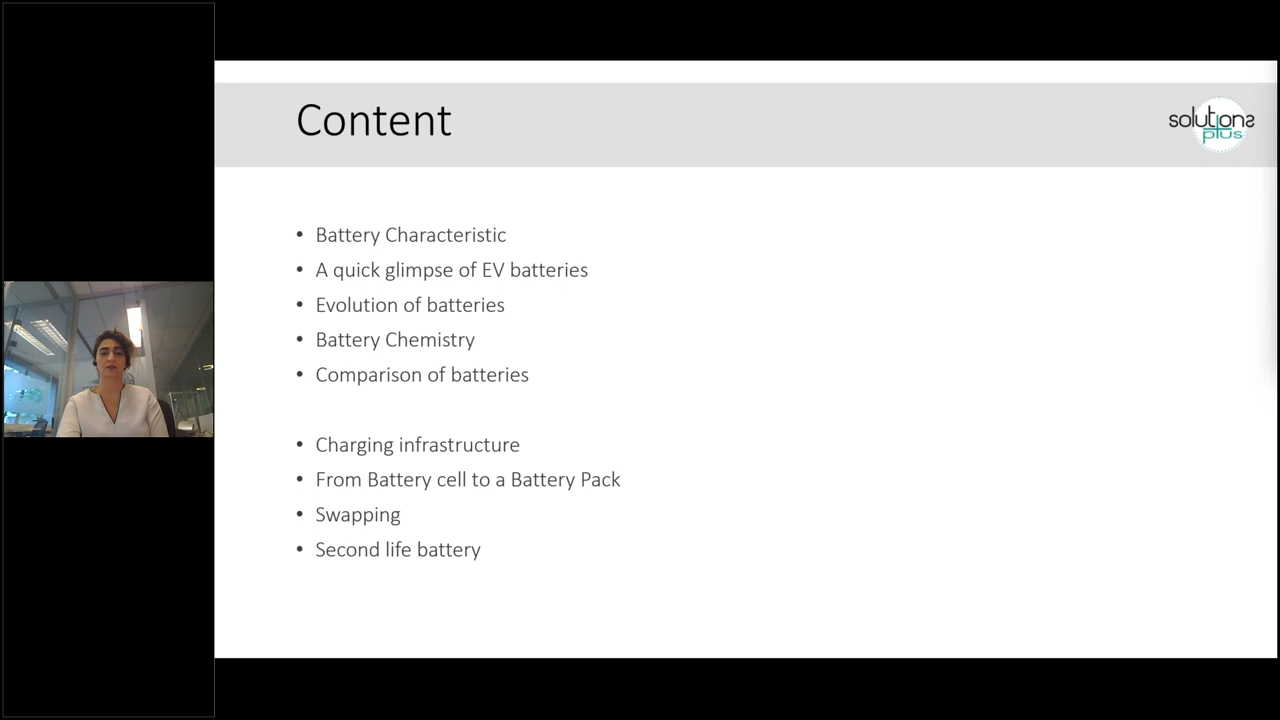 Content
solutions
plus
• Battery Characteristic
• A quick glimpse of EV batteries
• Evolution of batteries
• Battery Chemistry
• Comparison of batteries
• Charging infrastructure
• From Battery cell to a Battery Pack
• Swapping
• Second life battery